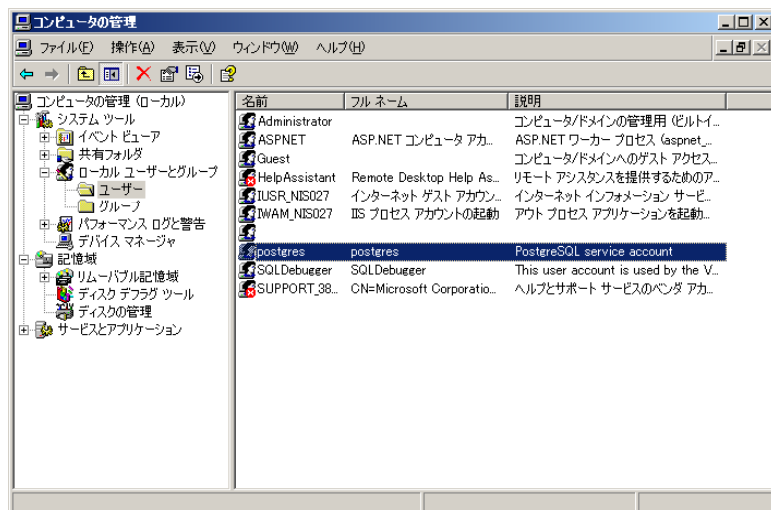 コンピュータの管理
ファイル(F) 操作(A) 表示(V) ウィンドウ(W) ヘルプ(H)
コンピュータの管理 (ローカル)
システム ツール
イベント ビューア
共有フォルダ
ローカル ユーザーとグループ
ユーザー
グループ
パフォーマンス ログと警告
デバイス マネージャ
記憶域
リムーバブル記憶域
ディスク デフラグ ツール
ディスクの管理
サービスとアプリケーション
名前 フル ネーム 説明
Administrator コンピュータ/ドメインの管理用 (ビルトイ...
ASPNET ASP.NET コンピュータ アカ... ASP.NET ワーカー プロセス (aspnet_...
Guest コンピュータ/ドメインへのゲスト アクセス...
HelpAssistant Remote Desktop Help As... リモート アシスタンスを提供するためのア...
IUSR_NIS027 インターネット ゲスト アカウン... インターネット インフォメーション サービ...
IWAM_NIS027 IIS プロセス アカウントの起動 アウト プロセス アプリケーションを起動...
postgres postgres PostgreSQL service account
SQLDebugger SQLDebugger This user account is used by the V...
SUPPORT_38... CN=Microsoft Corporatio... ヘルプとサポート サービスのベンダ アカ...